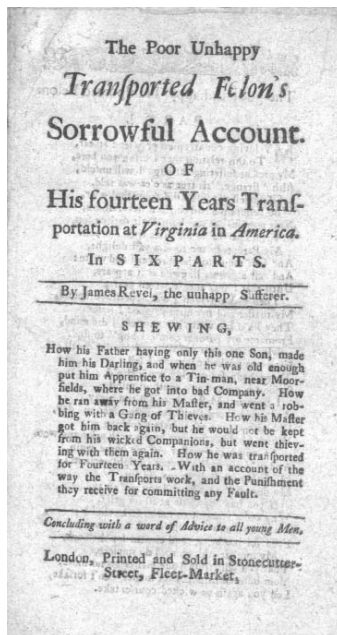 The Poor Unhappy
Tranſported Felon's
Sorrowful Account.
OF
His fourteen Years Tranſ-
portation at Virginia in America.
In SIX PARTS.
By James Revel, the unhapp Sufferer.
SHEWING,
How his Father having only this one Son, made
him his Darling, and when he was old enough
put him Apprentice to a Tin-man, near Moor-
fields, where he got into bad Company. How
he ran away from his Maſter, and went a rob-
bing with a Gang of Thieves. How his Maſter
got him back again, but he would not be kept
from his wicked Companions, but went thiev-
ing with them again. How he was tranſported
for Fourteen Years. With an account of the
way the Tranſports work, and the Puniſhment
they receive for committing any Fault.
Concluding with a word of Advice to all young Men,
London, Printed and Sold in Stonecutter-
Street, Fleet-Market,